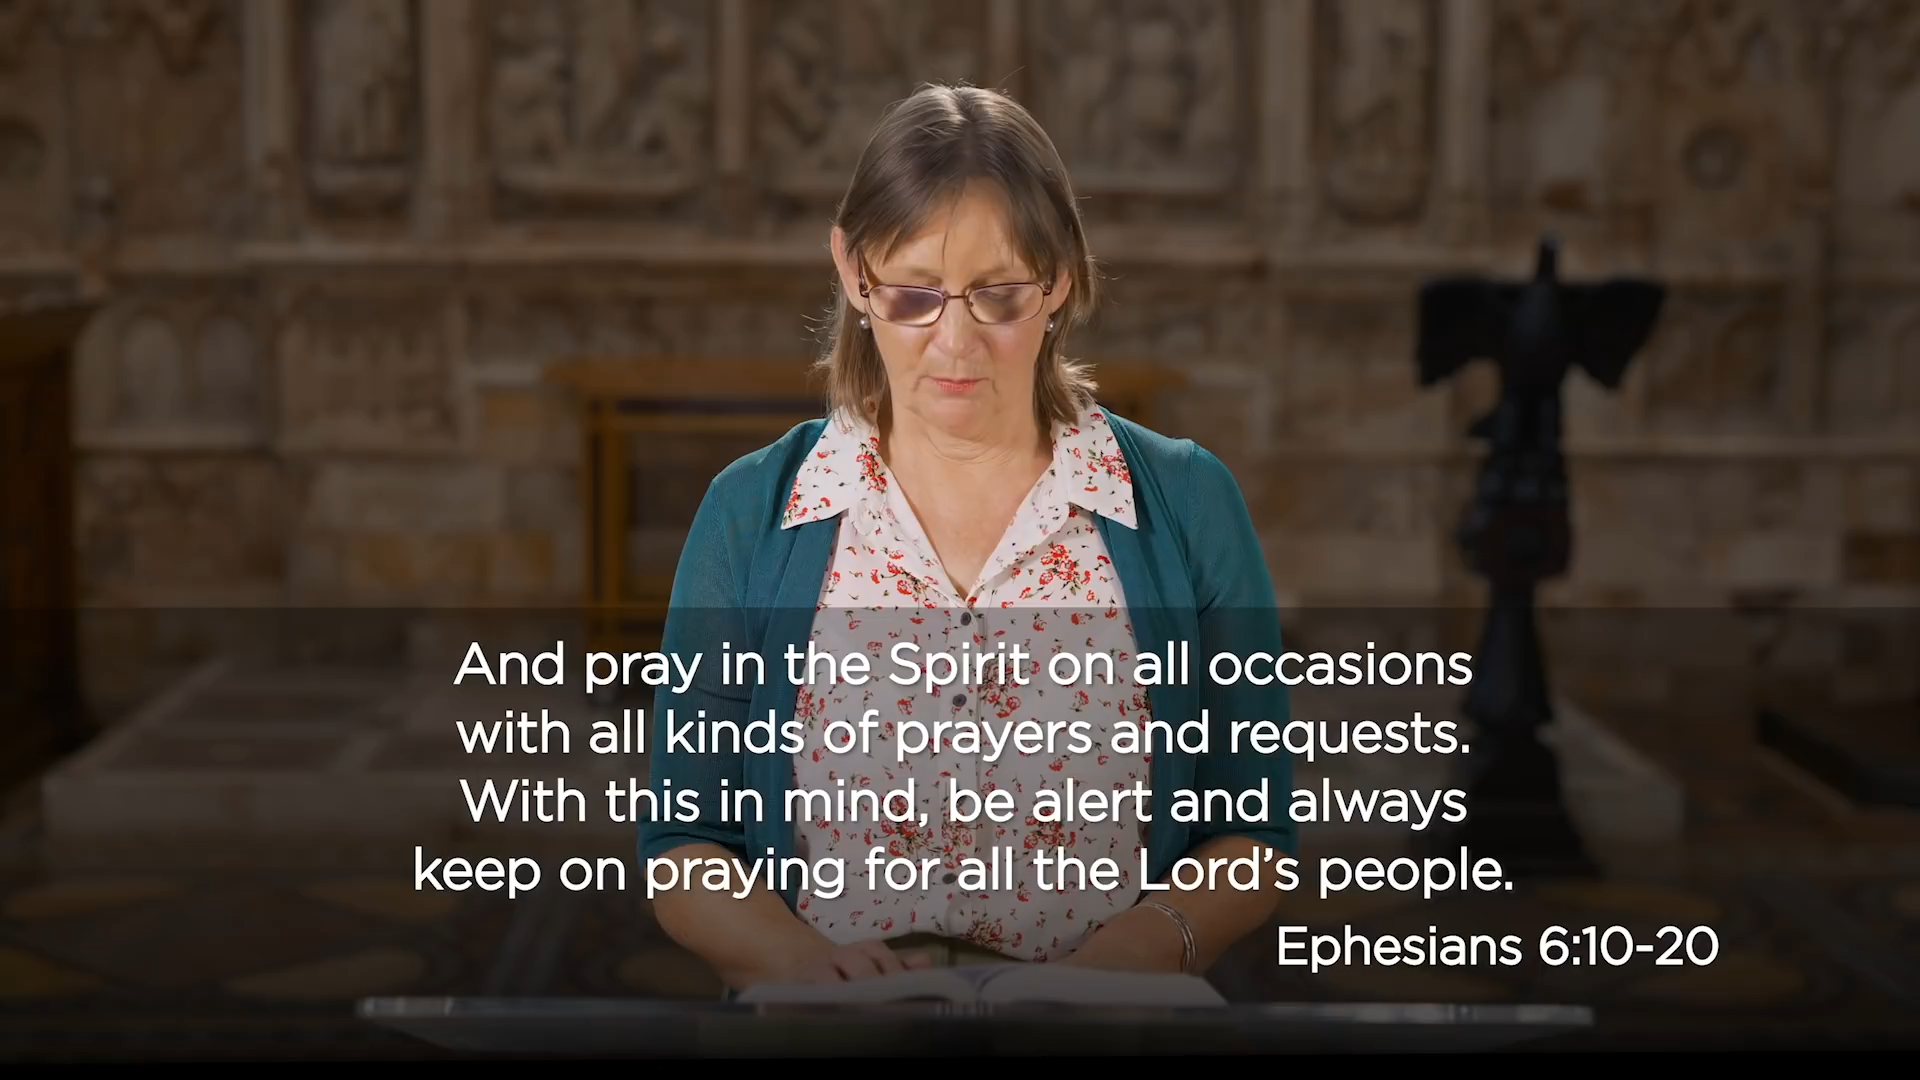 And pray in the Spirit on all occasions
with all kinds of prayers and requests.
With this in mind, be alert and always
keep on praying for all the Lord’s people.
Ephesians 6:10-20